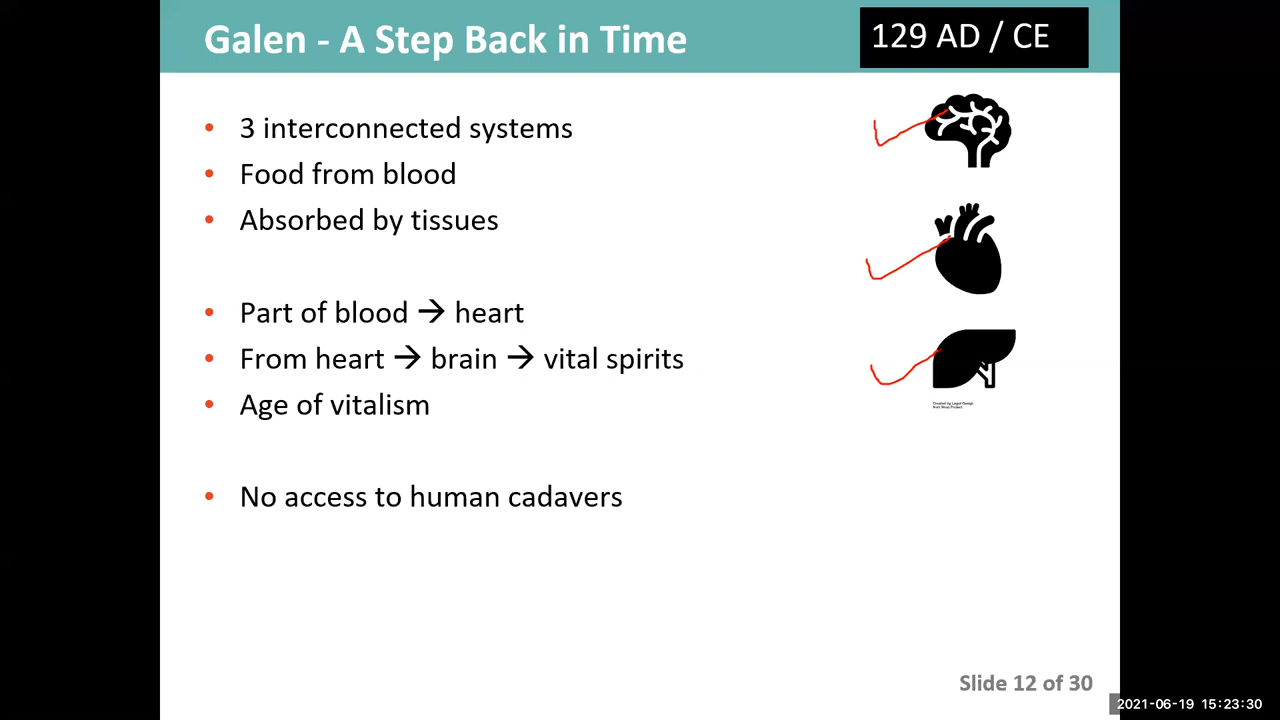 Galen - A Step Back in Time
129 AD / CE
• 3 interconnected systems
• Food from blood
• Absorbed by tissues
• Part of blood → heart
• From heart → brain → vital spirits
• Age of vitalism
• No access to human cadavers
Slide 12 of 30
2021-06-19 15:23:30